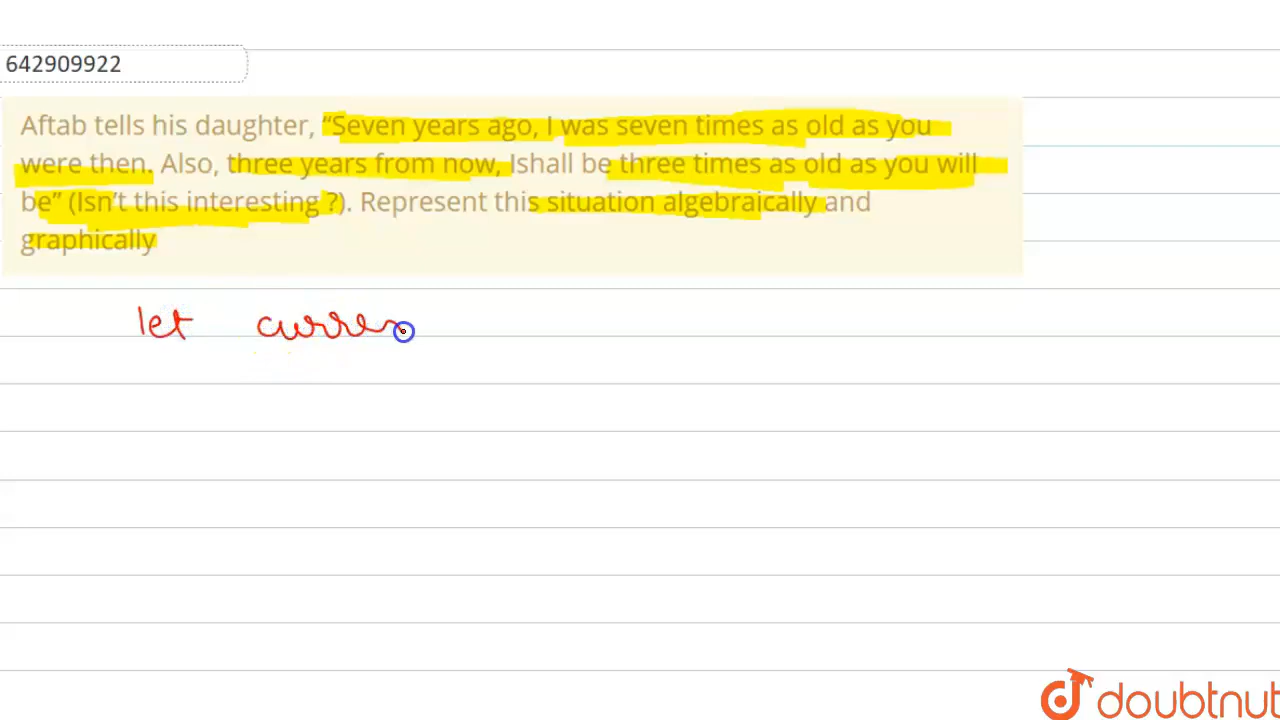 642909922
Aftab tells his daughter, “Seven years ago, I was seven times as old as you
were then. Also, three years from now, Ishall be three times as old as you will
be” (Isn’t this interesting ?). Represent this situation algebraically and
graphically
let curren
doubtnut